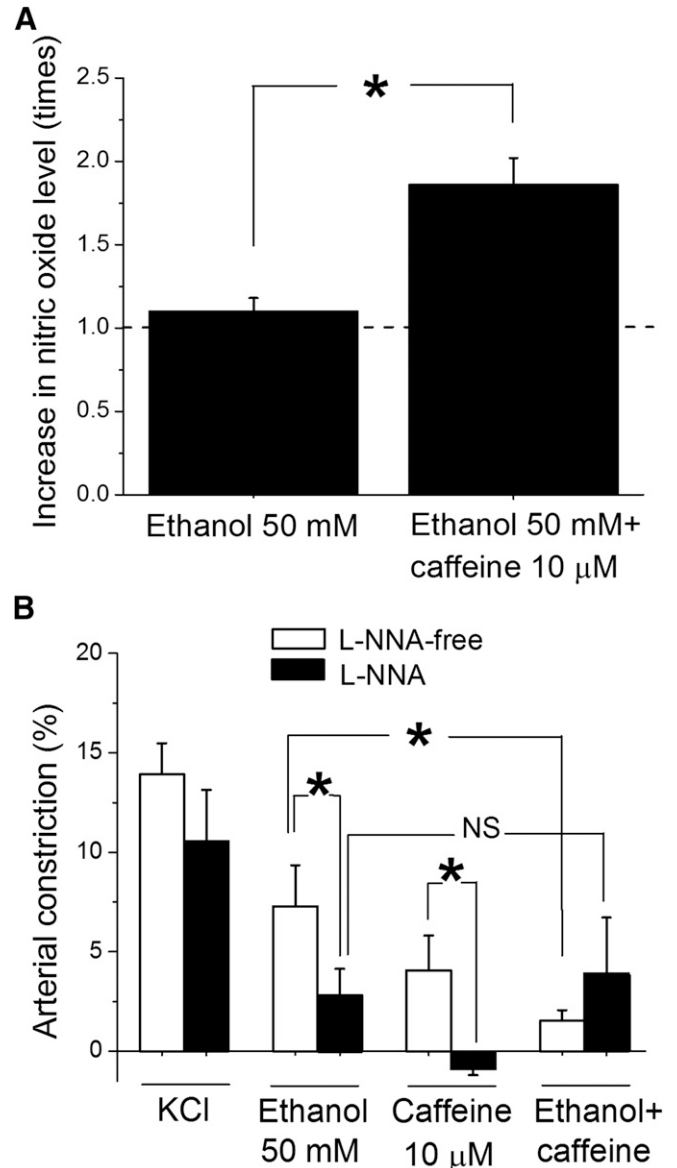 A
Increase in nitric oxide level (times)
2.5
2.0
1.5
1.0
0.5
0.0
*
Ethanol 50 mM
Ethanol 50 mM+
caffeine 10 μM
B
L-NNA-free
L-NNA
Arterial constriction (%)
20
15
10
5
0
*
*
NS
*
KCl
Ethanol
50 mM
Caffeine
10 μM
Ethanol+
caffeine